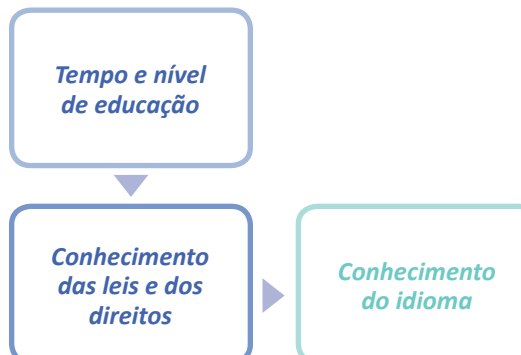 Tempo e nível
de educação
Conhecimento
das leis e dos
direitos
Conhecimento
do idioma